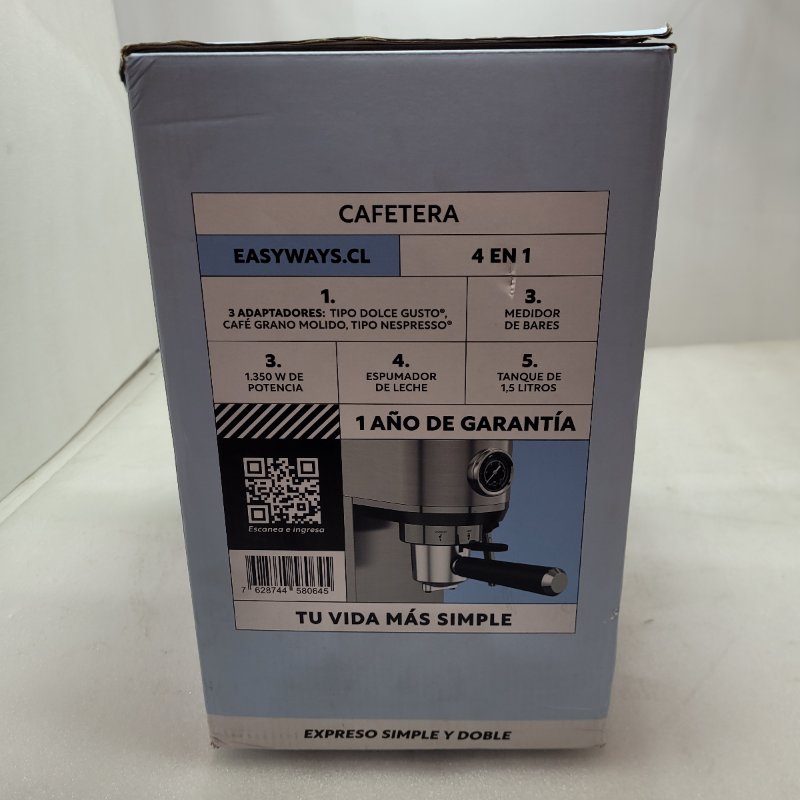 CAFETERA
EASYWAYS.CL
4 EN 1
1.
3 ADAPTADORES: TIPO DOLCE GUSTO®,
CAFÉ GRANO MOLIDO, TIPO NESPRESSO®
3.
MEDIDOR
DE BARES
3.
1.350 W DE
POTENCIA
4.
ESPUMADOR
DE LECHE
5.
TANQUE DE
1,5 LITROS
1 AÑO DE GARANTÍA
Escanea e ingresa
7 628744 580645
TU VIDA MÁS SIMPLE
EXPRESO SIMPLE Y DOBLE